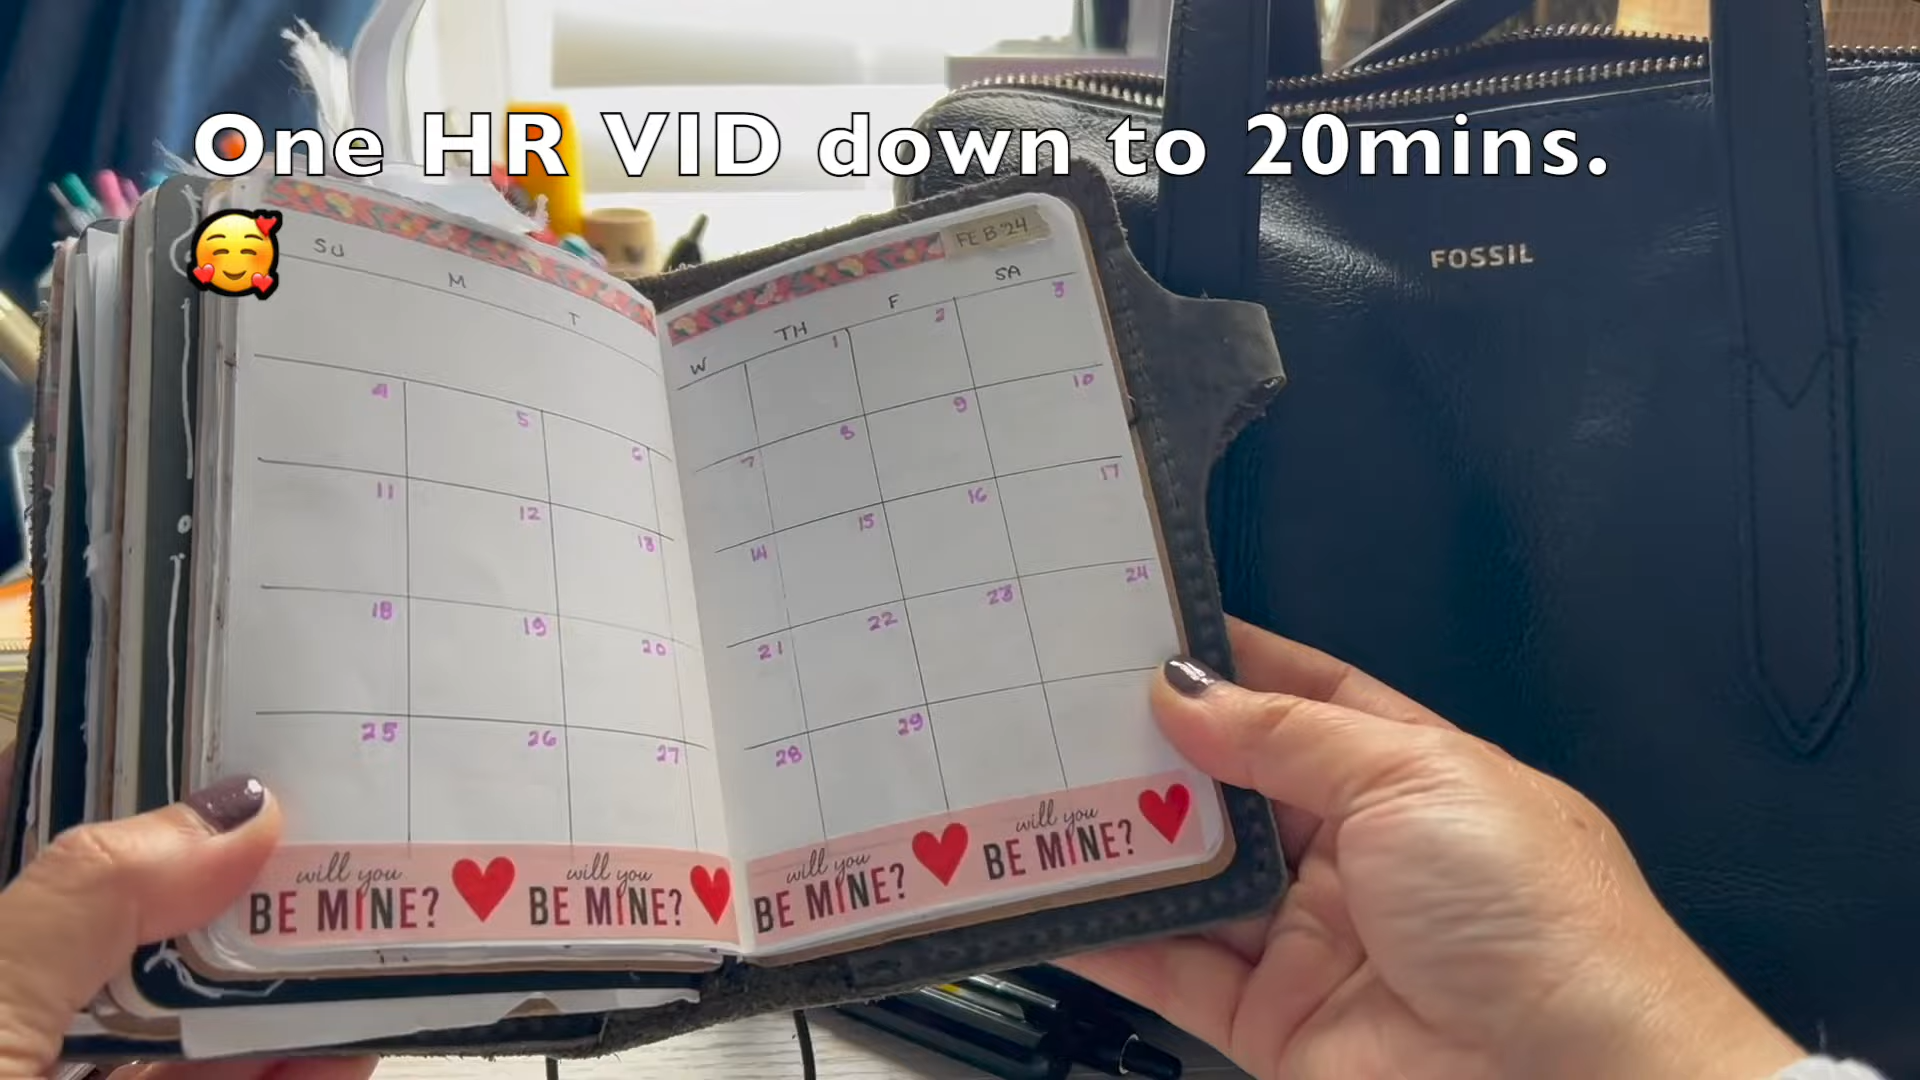 One HR VID down to 20mins.
🥰
FOSSIL
FEB '24
SU M T
W TH F SA
1 2 3
4 5 6
7 8 9 10
11 12 13
14 15 16 17
18 19 20
21 22 23 24
25 26 27
28 29
will you will you
BE MINE? BE MINE?
will you will you
BE MINE? BE MINE?